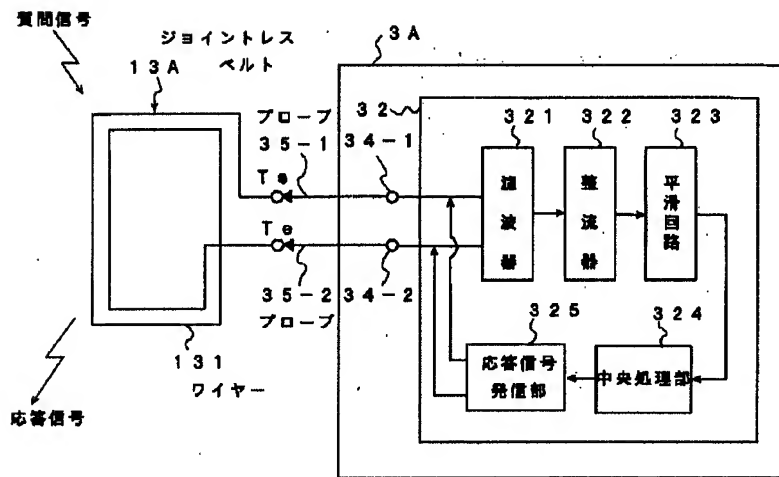 質問信号
ジョイントレス
ベルト
13A
3A
プローブ
35-1
34-1
32
321
322
323
Ts
濾波器
整流器
平滑回路
Te
35-2
34-2
プローブ
325
324
応答信号
発信部
中央処理部
131
ワイヤー
応答信号